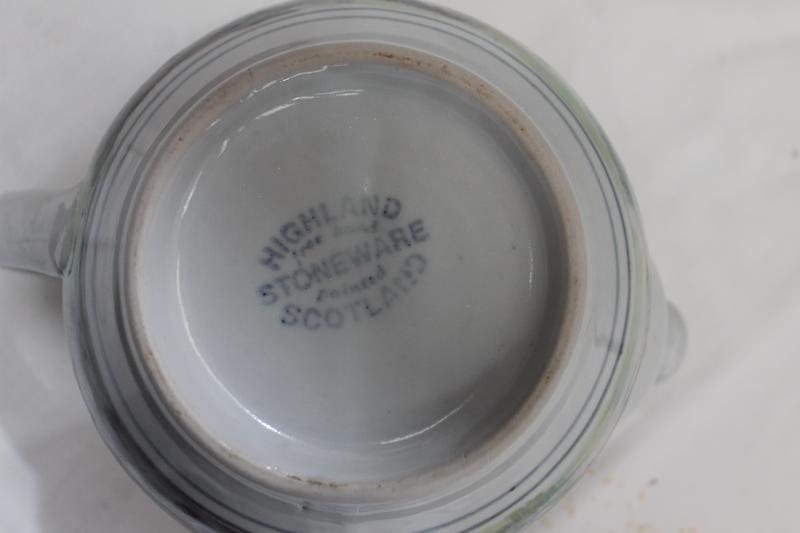 HIGHLAND
free hand
STONEWARE
painted
SCOTLAND